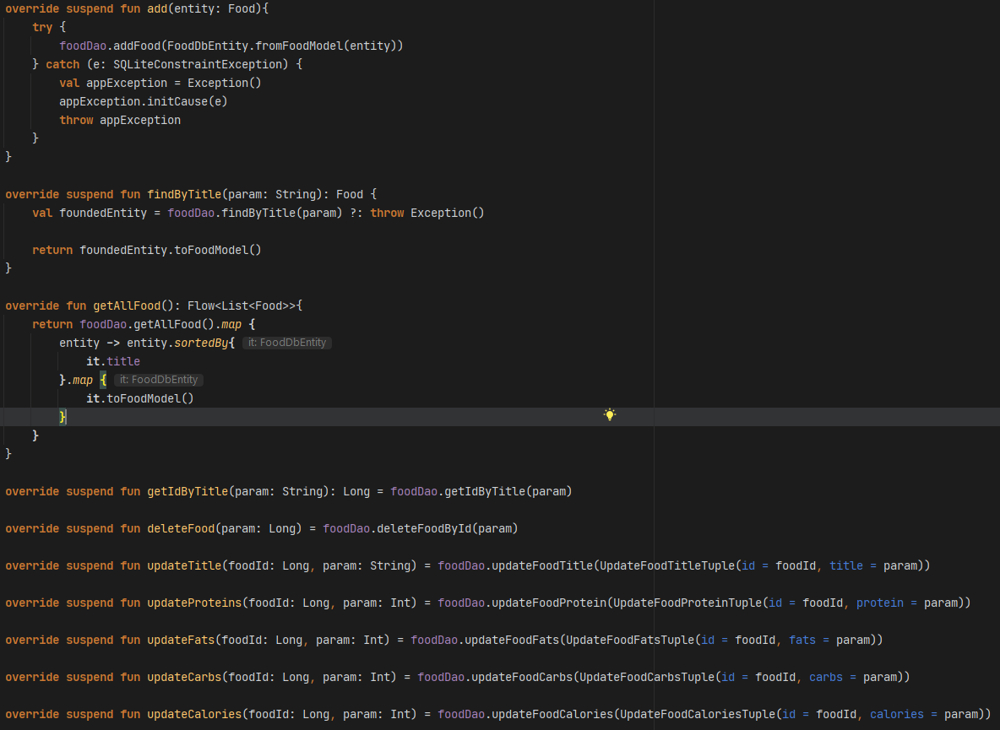 override suspend fun add(entity: Food){
try {
foodDao.addFood(FoodDbEntity.fromFoodModel(entity))
} catch (e: SQLiteConstraintException) {
val appException = Exception()
appException.initCause(e)
throw appException
}
}
override suspend fun findByTitle(param: String): Food {
val foundedEntity = foodDao.findByTitle(param) ?: throw Exception()
return foundedEntity.toFoodModel()
}
override fun getAllFood(): Flow<List<Food>>{
return foodDao.getAllFood().map {
entity -> entity.sortedBy{ it: FoodDbEntity
it.title
}.map { it: FoodDbEntity
it.toFoodModel()
}
}
}
override suspend fun getIdByTitle(param: String): Long = foodDao.getIdByTitle(param)
override suspend fun deleteFood(param: Long) = foodDao.deleteFoodById(param)
override suspend fun updateTitle(foodId: Long, param: String) = foodDao.updateFoodTitle(UpdateFoodTitleTuple(id = foodId, title = param))
override suspend fun updateProteins(foodId: Long, param: Int) = foodDao.updateFoodProtein(UpdateFoodProteinTuple(id = foodId, protein = param))
override suspend fun updateFats(foodId: Long, param: Int) = foodDao.updateFoodFats(UpdateFoodFatsTuple(id = foodId, fats = param))
override suspend fun updateCarbs(foodId: Long, param: Int) = foodDao.updateFoodCarbs(UpdateFoodCarbsTuple(id = foodId, carbs = param))
override suspend fun updateCalories(foodId: Long, param: Int) = foodDao.updateFoodCalories(UpdateFoodCaloriesTuple(id = foodId, calories = param))